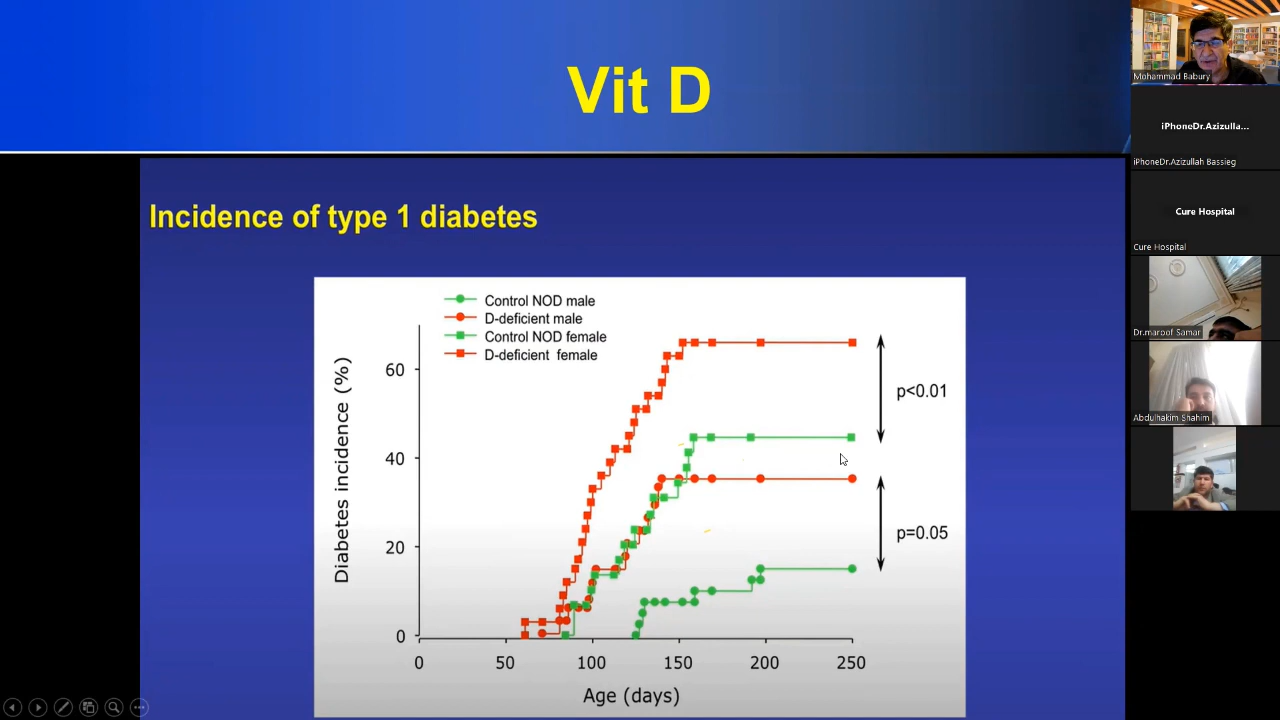 Vit D
Incidence of type 1 diabetes
Control NOD male
D-deficient male
Control NOD female
D-deficient female
Diabetes incidence (%)
60
40
20
0
0 50 100 150 200 250
Age (days)
p<0.01
p=0.05
Mohammad Babury
iPhoneDr.Azizulla...
iPhoneDr.Azizullah Bassieg
Cure Hospital
Cure Hospital
Dr.maroof Samar
Abdulhakim Shahim